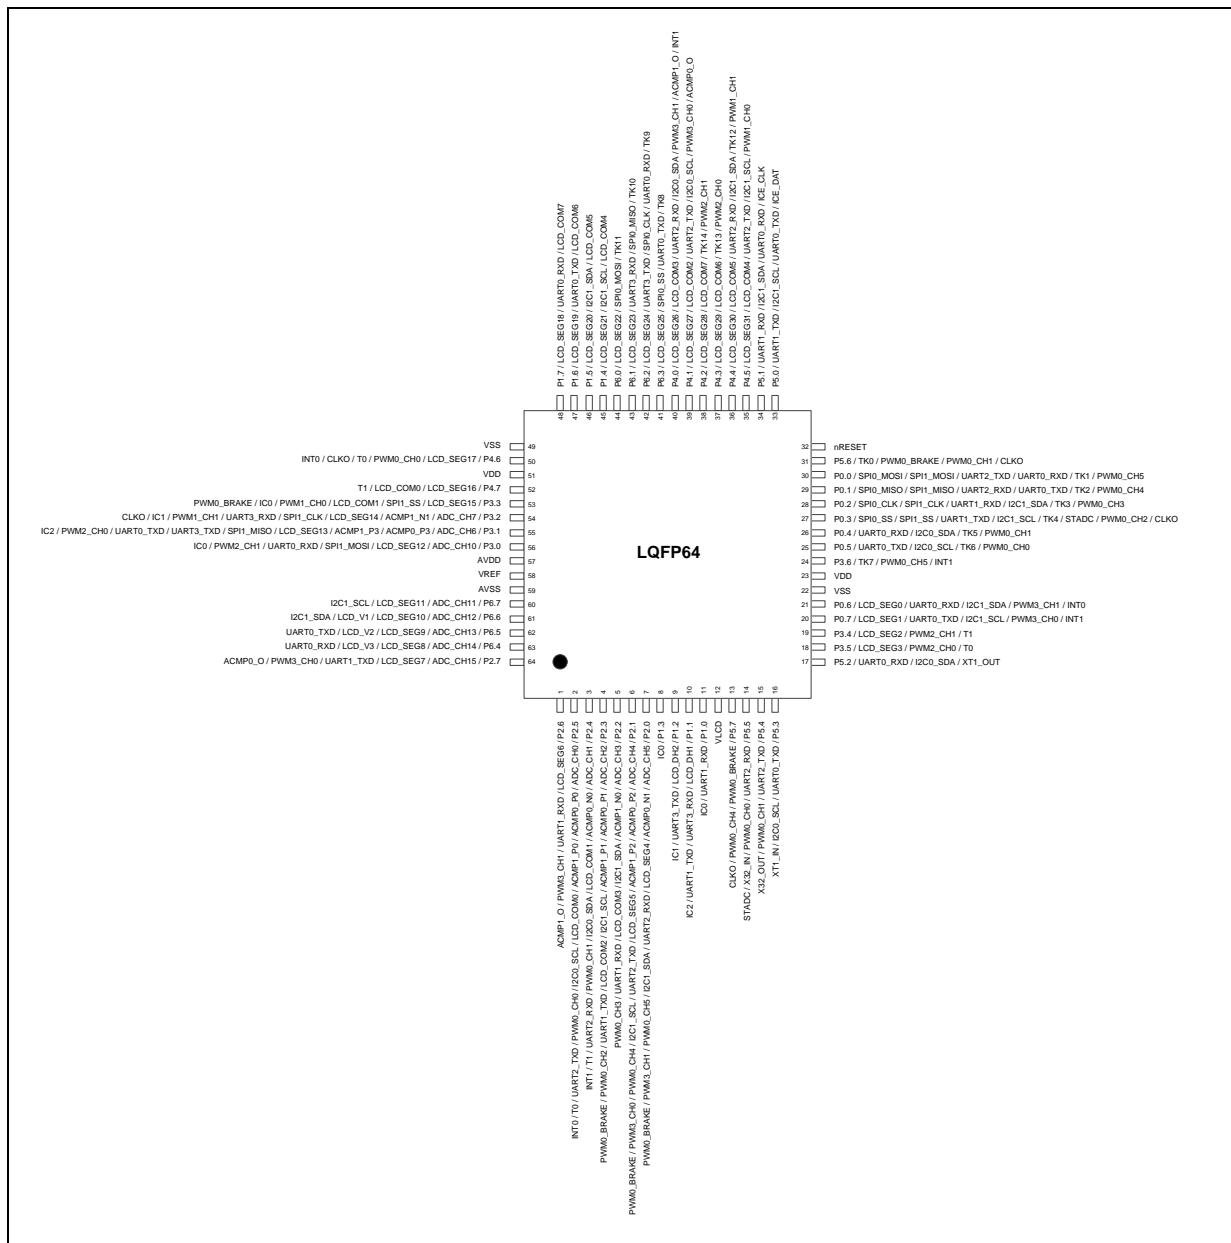 P1.7 / LCD_SEG18 / UART0_RXD / LCD_COM7
P1.6 / LCD_SEG19 / UART0_TXD / LCD_COM6
P1.5 / LCD_SEG20 / I2C1_SDA / LCD_COM5
P1.4 / LCD_SEG21 / I2C1_SCL / LCD_COM4
P6.0 / LCD_SEG22 / SPI0_MOSI / TK11
P6.1 / LCD_SEG23 / UART3_RXD / SPI0_MISO / TK10
P6.2 / LCD_SEG24 / UART3_TXD / SPI0_CLK / UART0_RXD / TK9
P6.3 / LCD_SEG25 / SPI0_SS / UART0_TXD / TK8
P4.0 / LCD_SEG26 / LCD_COM3 / UART2_RXD / I2C0_SDA / PWM3_CH1 / ACMP1_O / INT1
P4.1 / LCD_SEG27 / LCD_COM2 / UART2_TXD / I2C0_SCL / PWM3_CH0 / ACMP0_O
P4.2 / LCD_SEG28 / LCD_COM7 / TK14 / PWM2_CH1
P4.3 / LCD_SEG29 / LCD_COM6 / TK13 / PWM2_CH0
P4.4 / LCD_SEG30 / LCD_COM5 / UART2_RXD / I2C1_SDA / TK12 / PWM1_CH1
P4.5 / LCD_SEG31 / LCD_COM4 / UART2_TXD / I2C1_SCL / PWM1_CH0
P5.1 / UART1_RXD / I2C1_SDA / UART0_RXD / ICE_CLK
P5.0 / UART1_TXD / I2C1_SCL / UART0_TXD / ICE_DAT
48 47 46 45 44 43 42 41 40 39 38 37 36 35 34 33
VSS 49
INT0 / CLKO / T0 / PWM0_CH0 / LCD_SEG17 / P4.6 50
VDD 51
T1 / LCD_COM0 / LCD_SEG16 / P4.7 52
PWM0_BRAKE / IC0 / PWM1_CH0 / LCD_COM1 / SPI1_SS / LCD_SEG15 / P3.3 53
CLKO / IC1 / PWM1_CH1 / UART3_RXD / SPI1_CLK / LCD_SEG14 / ACMP1_N1 / ADC_CH7 / P3.2 54
IC2 / PWM2_CH0 / UART0_TXD / UART3_TXD / SPI1_MISO / LCD_SEG13 / ACMP1_P3 / ACMP0_P3 / ADC_CH6 / P3.1 55
IC0 / PWM2_CH1 / UART0_RXD / SPI1_MOSI / LCD_SEG12 / ADC_CH10 / P3.0 56
AVDD 57
VREF 58
AVSS 59
I2C1_SCL / LCD_SEG11 / ADC_CH11 / P6.7 60
I2C1_SDA / LCD_V1 / LCD_SEG10 / ADC_CH12 / P6.6 61
UART0_TXD / LCD_V2 / LCD_SEG9 / ADC_CH13 / P6.5 62
UART0_RXD / LCD_V3 / LCD_SEG8 / ADC_CH14 / P6.4 63
ACMP0_O / PWM3_CH0 / UART1_TXD / LCD_SEG7 / ADC_CH15 / P2.7 64
LQFP64
32 nRESET
31 P5.6 / TK0 / PWM0_BRAKE / PWM0_CH1 / CLKO
30 P0.0 / SPI0_MOSI / SPI1_MOSI / UART2_TXD / UART0_RXD / TK1 / PWM0_CH5
29 P0.1 / SPI0_MISO / SPI1_MISO / UART2_RXD / UART0_TXD / TK2 / PWM0_CH4
28 P0.2 / SPI0_CLK / SPI1_CLK / UART1_RXD / I2C1_SDA / TK3 / PWM0_CH3
27 P0.3 / SPI0_SS / SPI1_SS / UART1_TXD / I2C1_SCL / TK4 / STADC / PWM0_CH2 / CLKO
26 P0.4 / UART0_RXD / I2C0_SDA / TK5 / PWM0_CH1
25 P0.5 / UART0_TXD / I2C0_SCL / TK6 / PWM0_CH0
24 P3.6 / TK7 / PWM0_CH5 / INT1
23 VDD
22 VSS
21 P0.6 / LCD_SEG0 / UART0_RXD / I2C1_SDA / PWM3_CH1 / INT0
20 P0.7 / LCD_SEG1 / UART0_TXD / I2C1_SCL / PWM3_CH0 / INT1
19 P3.4 / LCD_SEG2 / PWM2_CH1 / T1
18 P3.5 / LCD_SEG3 / PWM2_CH0 / T0
17 P5.2 / UART0_RXD / I2C0_SDA / XT1_OUT
1 2 3 4 5 6 7 8 9 10 11 12 13 14 15 16
ACMP1_O / PWM3_CH1 / UART1_RXD / LCD_SEG6 / P2.6
INT0 / T0 / UART2_TXD / PWM0_CH0 / I2C0_SCL / LCD_COM0 / ACMP1_P0 / ACMP0_P0 / ADC_CH0 / P2.5
INT1 / T1 / UART2_RXD / PWM0_CH1 / I2C0_SDA / LCD_COM1 / ACMP0_N0 / ADC_CH1 / P2.4
PWM0_BRAKE / PWM0_CH2 / UART1_TXD / LCD_COM2 / I2C1_SCL / ACMP1_P1 / ACMP0_P1 / ADC_CH2 / P2.3
PWM0_CH3 / UART1_RXD / LCD_COM3 / I2C1_SDA / ACMP1_N0 / ADC_CH3 / P2.2
PWM0_BRAKE / PWM3_CH0 / PWM0_CH4 / I2C1_SCL / UART2_TXD / LCD_SEG5 / ACMP1_P2 / ACMP0_P2 / ADC_CH4 / P2.1
PWM0_BRAKE / PWM3_CH1 / PWM0_CH5 / I2C1_SDA / UART2_RXD / LCD_SEG4 / ACMP0_N1 / ADC_CH5 / P2.0
IC0 / P1.3
IC1 / UART3_TXD / LCD_DH2 / P1.2
IC2 / UART1_TXD / UART3_RXD / LCD_DH1 / P1.1
IC0 / UART1_RXD / P1.0
VLCD
CLKO / PWM0_CH4 / PWM0_BRAKE / P5.7
STADC / X32_IN / PWM0_CH0 / UART2_RXD / P5.5
X32_OUT / PWM0_CH1 / UART2_TXD / P5.4
XT1_IN / I2C0_SCL / UART0_TXD / P5.3